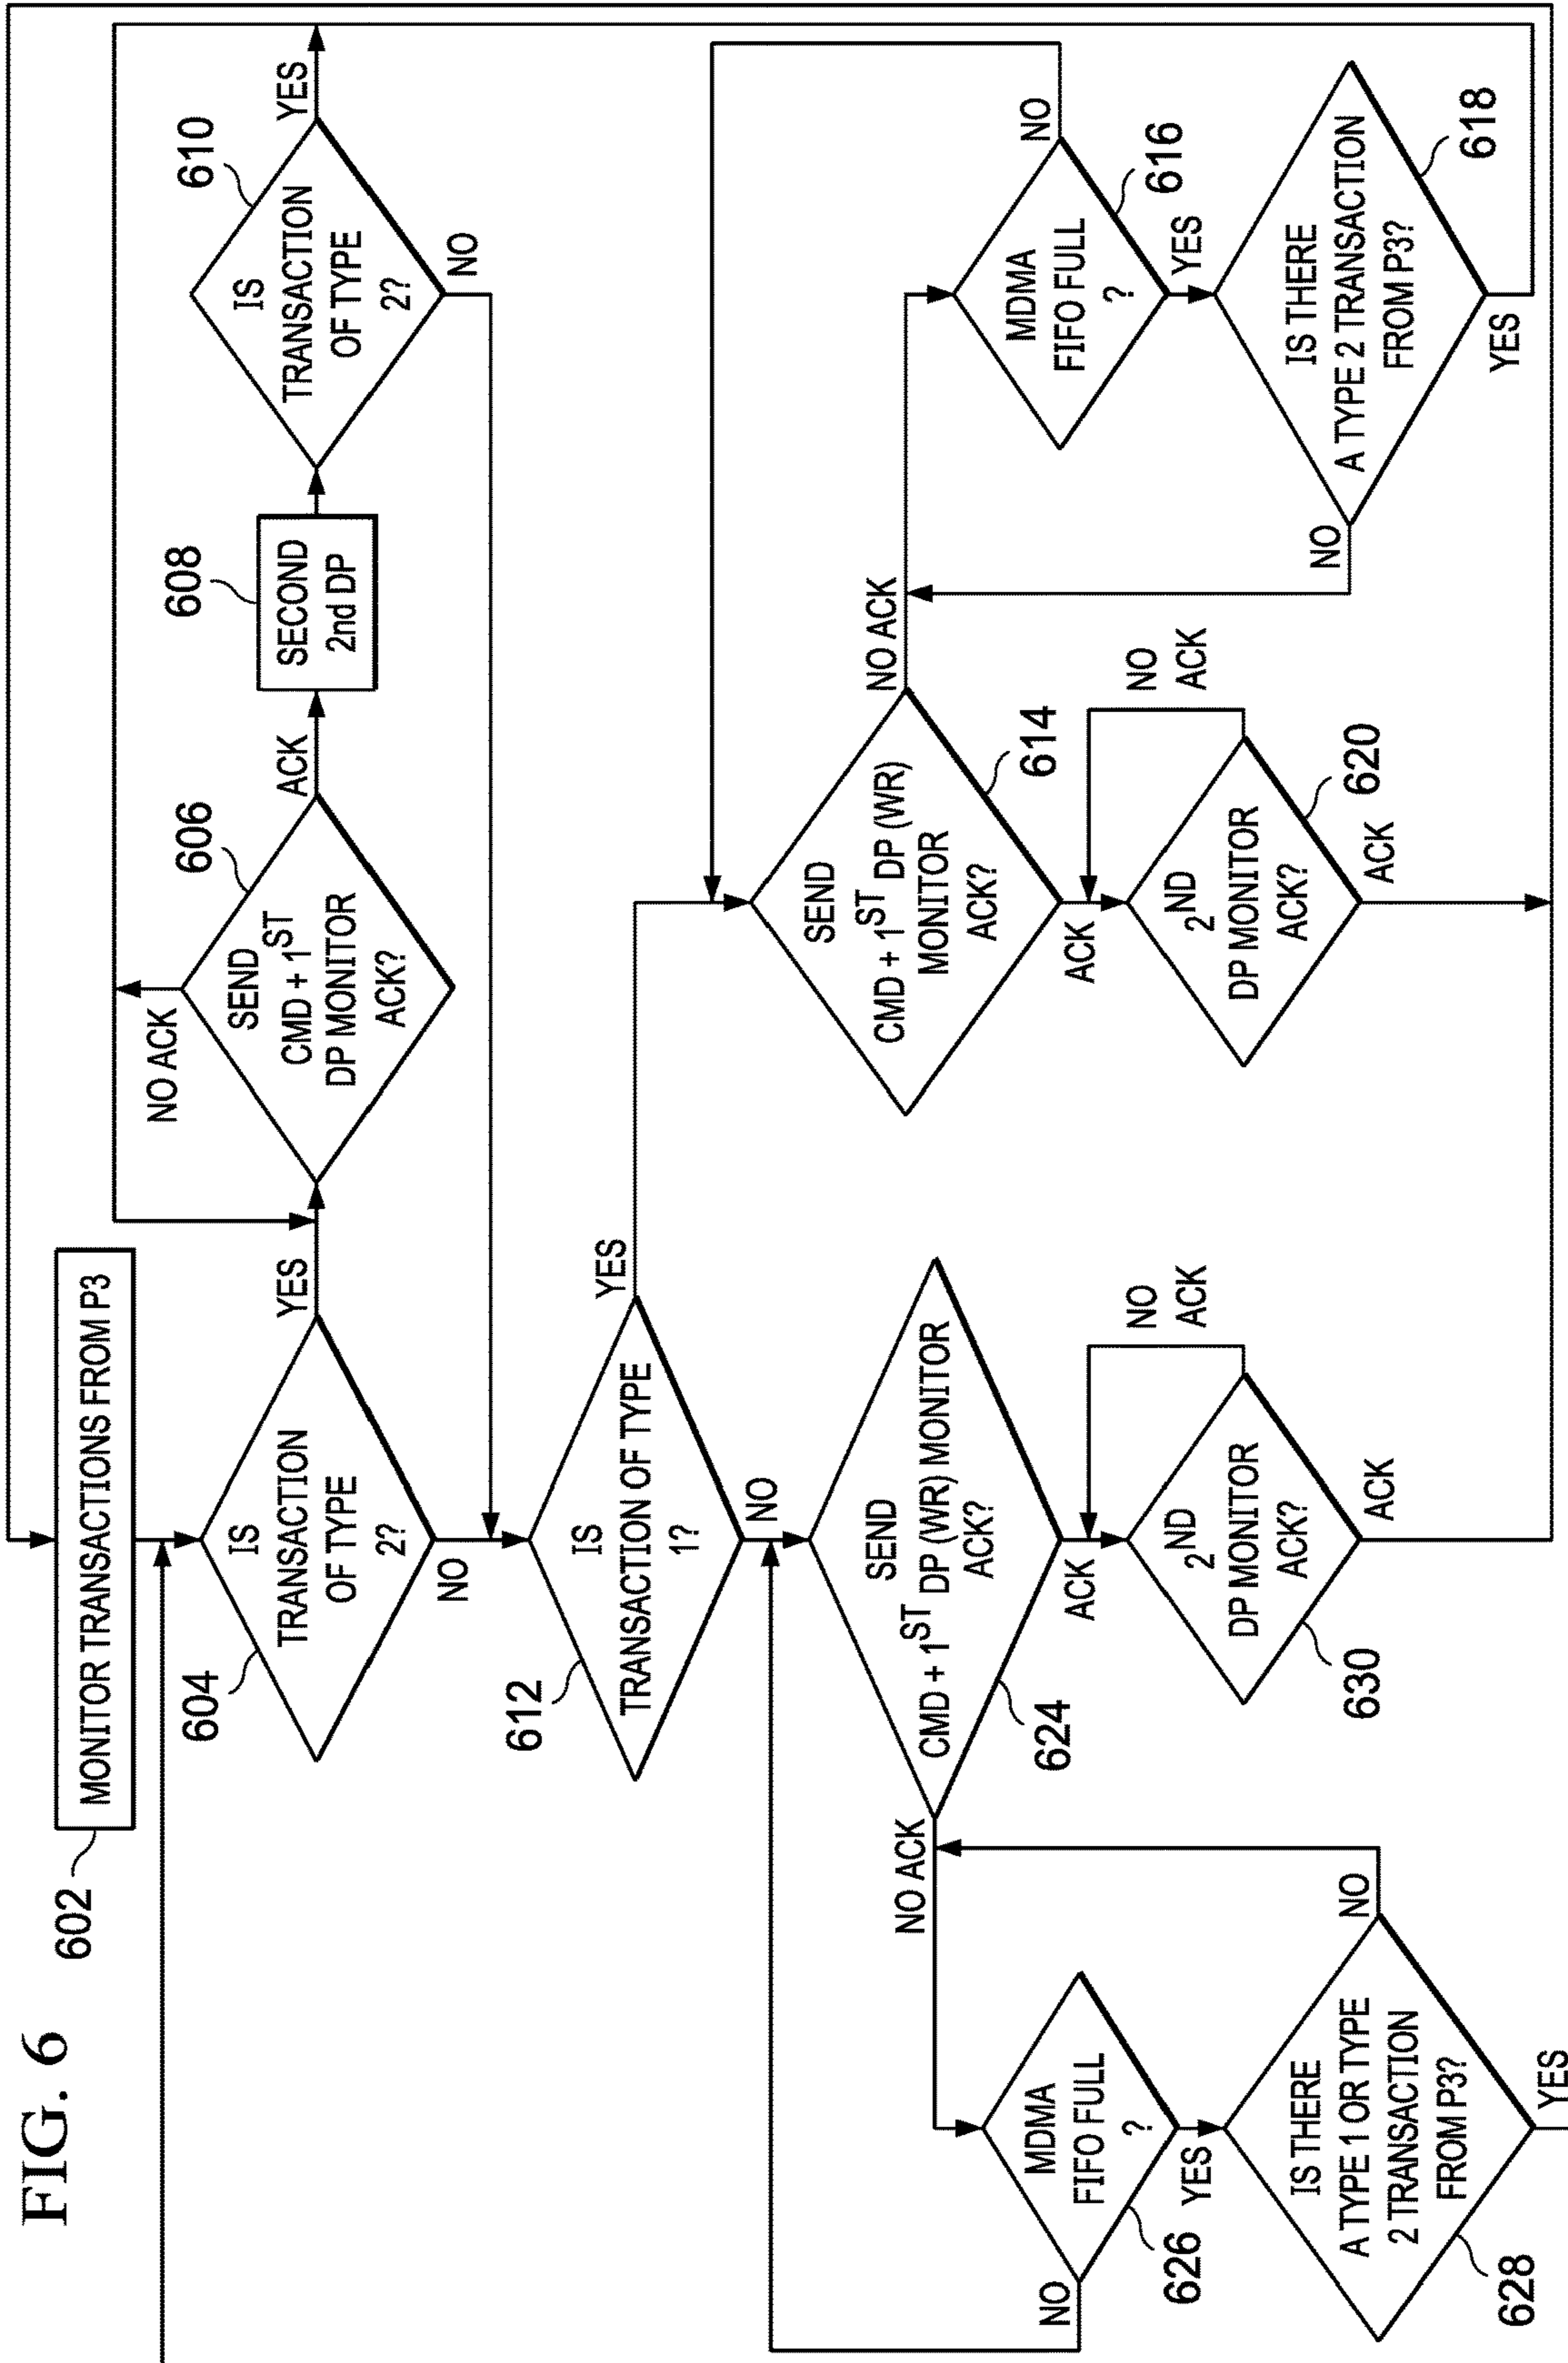 FIG. 6
602
MONITOR TRANSACTIONS FROM P3
604
IS
TRANSACTION
OF TYPE
2?
YES
NO
606
SEND
CMD + 1ST
DP MONITOR
ACK?
NO ACK
ACK
608
SECOND
2nd DP
610
IS
TRANSACTION
OF TYPE
2?
YES
NO
612
IS
TRANSACTION OF TYPE
1?
YES
NO
614
SEND
CMD + 1ST DP (WR)
MONITOR
ACK?
NO ACK
ACK
616
MDMA
FIFO FULL
?
NO
YES
618
IS THERE
A TYPE 2 TRANSACTION
FROM P3?
NO
YES
620
2ND
DP MONITOR
ACK?
NO
ACK
ACK
624
SEND
CMD + 1ST DP (WR) MONITOR
ACK?
NO ACK
ACK
626
MDMA
FIFO FULL
?
NO
YES
628
IS THERE
A TYPE 1 OR TYPE
2 TRANSACTION
FROM P3?
NO
YES
630
2ND
DP MONITOR
ACK?
NO
ACK
ACK